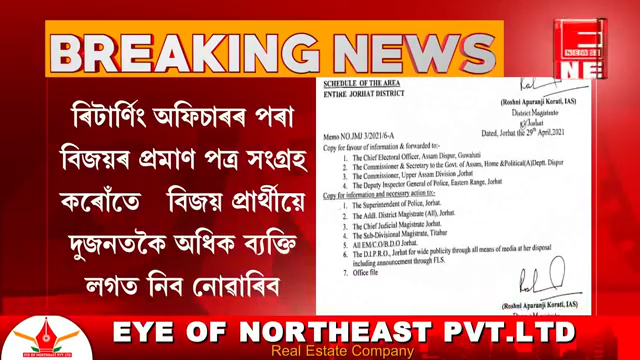 BREAKING NEWS
E
NEWS
NE
ৰিটাৰ্ণিং অফিচাৰৰ পৰা
বিজয়ৰ প্ৰমাণ পত্ৰ সংগ্ৰহ
কৰোঁতে বিজয় প্ৰাৰ্থীয়ে
দুজনতকৈ অধিক ব্যক্তি
লগত নিব নোৱাৰিব
SCHEDULE OF THE AREA
ENTIRE JORHAT DISTRICT
(Roshni Aparanji Korati, IAS)
District Magistrate
Jorhat
Memo NO.JMJ 3/2021/6-A
Dated, Jorhat the 29th April,2021
Copy for favour of information & forwarded to:
1. The Chief Electoral Officer, Assam Dispur, Guwahati
2. The Commissioner & Secretary to the Govt. of Assam, Home &Political(A)Deptt. Dispur
3. The Commissioner, Upper Assam Division ,Jorhat
4. The Deputy Inspector General of Police, Eastern Range, Jorhat
Copy for information and necessary action to:-
1. The Superintendent of Police, Jorhat.
2. The Addl. District Magistrate (All), Jorhat.
3. The Chief Judicial Magistrate Jorhat.
4. The Sub-Divisional Magistrate, Titabar
5. All EM/C.O/B.D.O Jorhat.
6. The D.I.P.RO., Jorhat for wide publicity through all means of media at her disposal
including announcement through FLS.
7. Office file
(Roshni Aparanji Korati, IAS)
EYE OF NORTHEAST PVT.LTD
Real Estate Company